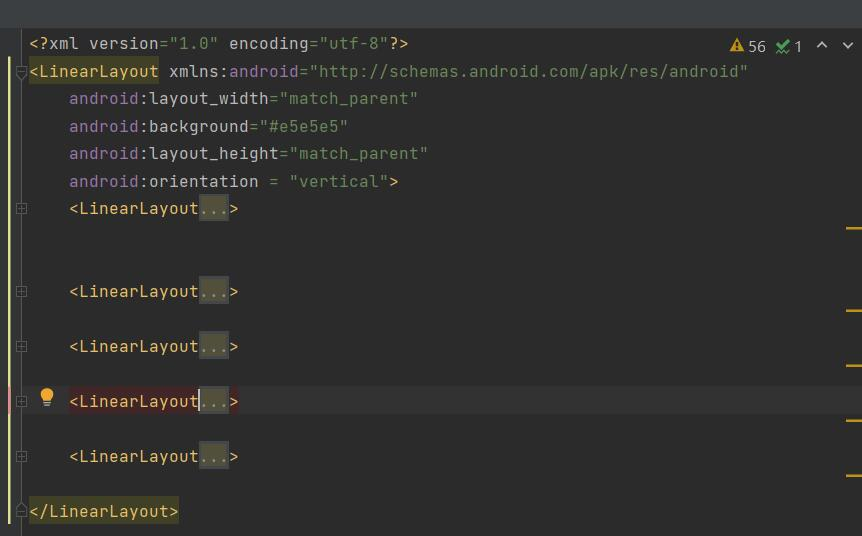 <?xml version="1.0" encoding="utf-8"?>
56 1
<LinearLayout xmlns:android="http://schemas.android.com/apk/res/android"
android:layout_width="match_parent"
android:background="#e5e5e5"
android:layout_height="match_parent"
android:orientation = "vertical">
<LinearLayout...>
<LinearLayout...>
<LinearLayout...>
<LinearLayout...>
<LinearLayout...>
</LinearLayout>